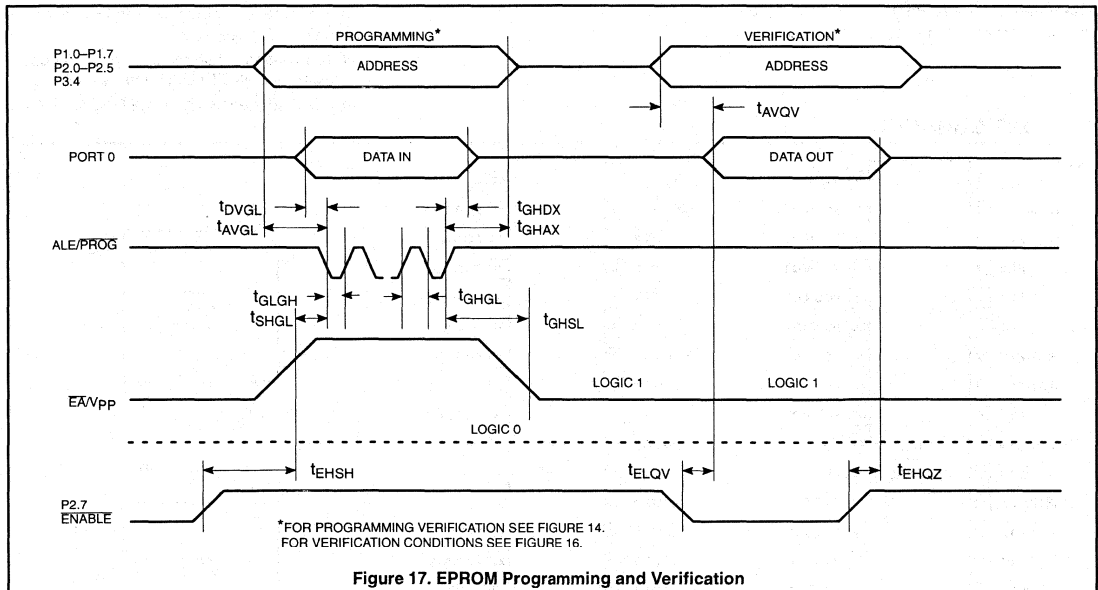 PROGRAMMING*
VERIFICATION*
P1.0–P1.7
P2.0–P2.5
P3.4
ADDRESS
ADDRESS
tAVQV
PORT 0
DATA IN
DATA OUT
tDVGL
tGHDX
tAVGL
tGHAX
ALE/PROG
tGLGH
tGHGL
tSHGL
tGHSL
LOGIC 1
LOGIC 1
EA/VPP
LOGIC 0
tEHSH
tELQV
tEHQZ
P2.7
ENABLE
*FOR PROGRAMMING VERIFICATION SEE FIGURE 14.
FOR VERIFICATION CONDITIONS SEE FIGURE 16.
Figure 17. EPROM Programming and Verification